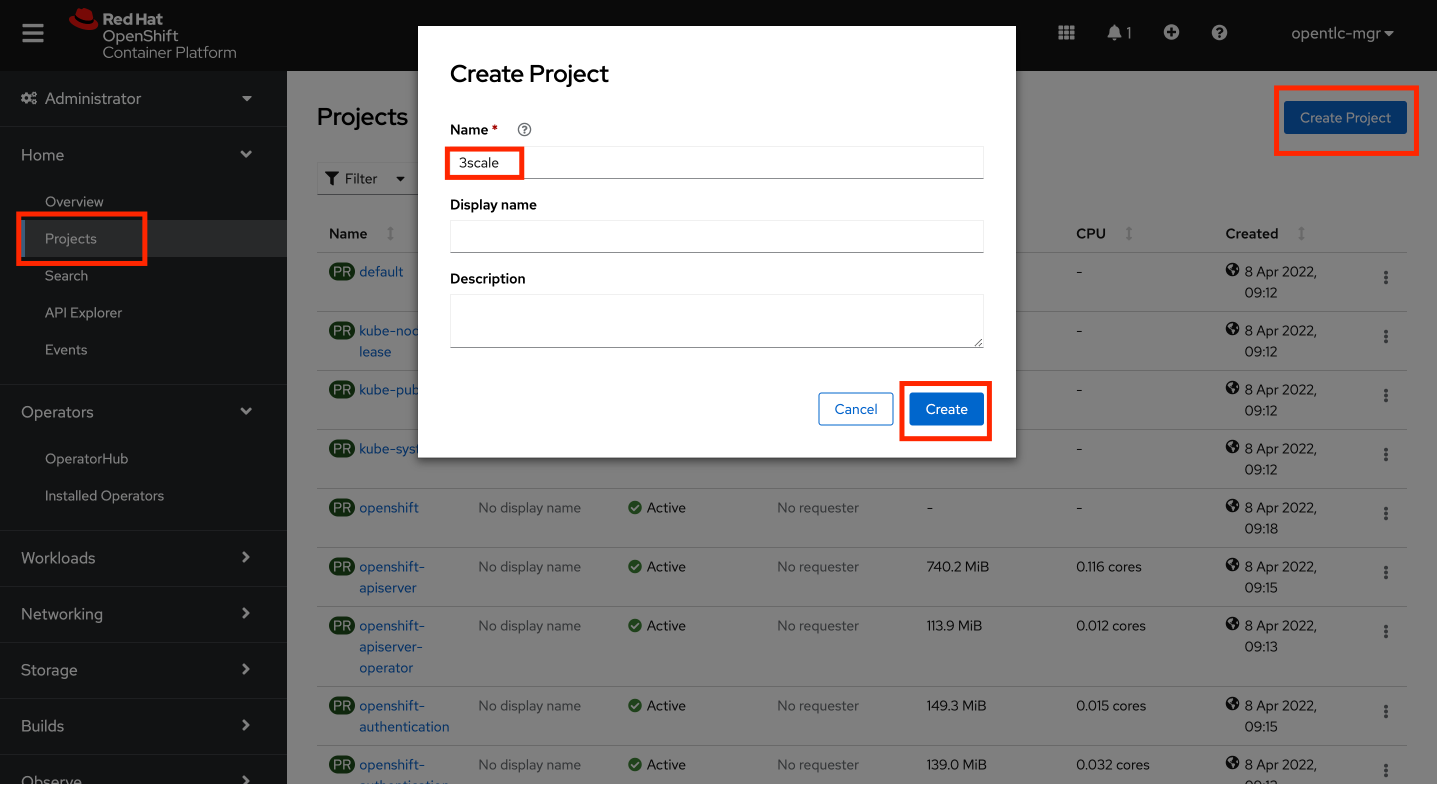 Red Hat
OpenShift
Container Platform
1
opentlc-mgr
Administrator
Home
Overview
Projects
Search
API Explorer
Events
Operators
OperatorHub
Installed Operators
Workloads
Networking
Storage
Builds
Observe
Projects
Create Project
Filter
Create Project
Name *
3scale
Display name
Description
Cancel
Create
Name CPU Created
PR default - 8 Apr 2022,
09:12
PR kube-nod - 8 Apr 2022,
lease 09:12
PR kube-pub - 8 Apr 2022,
09:12
PR kube-sys - 8 Apr 2022,
09:12
PR openshift No display name Active No requester - - 8 Apr 2022,
09:18
PR openshift- No display name Active No requester 740.2 MiB 0.116 cores 8 Apr 2022,
apiserver 09:15
PR openshift- No display name Active No requester 113.9 MiB 0.012 cores 8 Apr 2022,
apiserver- 09:13
operator
PR openshift- No display name Active No requester 149.3 MiB 0.015 cores 8 Apr 2022,
authentication 09:15
PR openshift- No display name Active No requester 139.0 MiB 0.032 cores 8 Apr 2022,